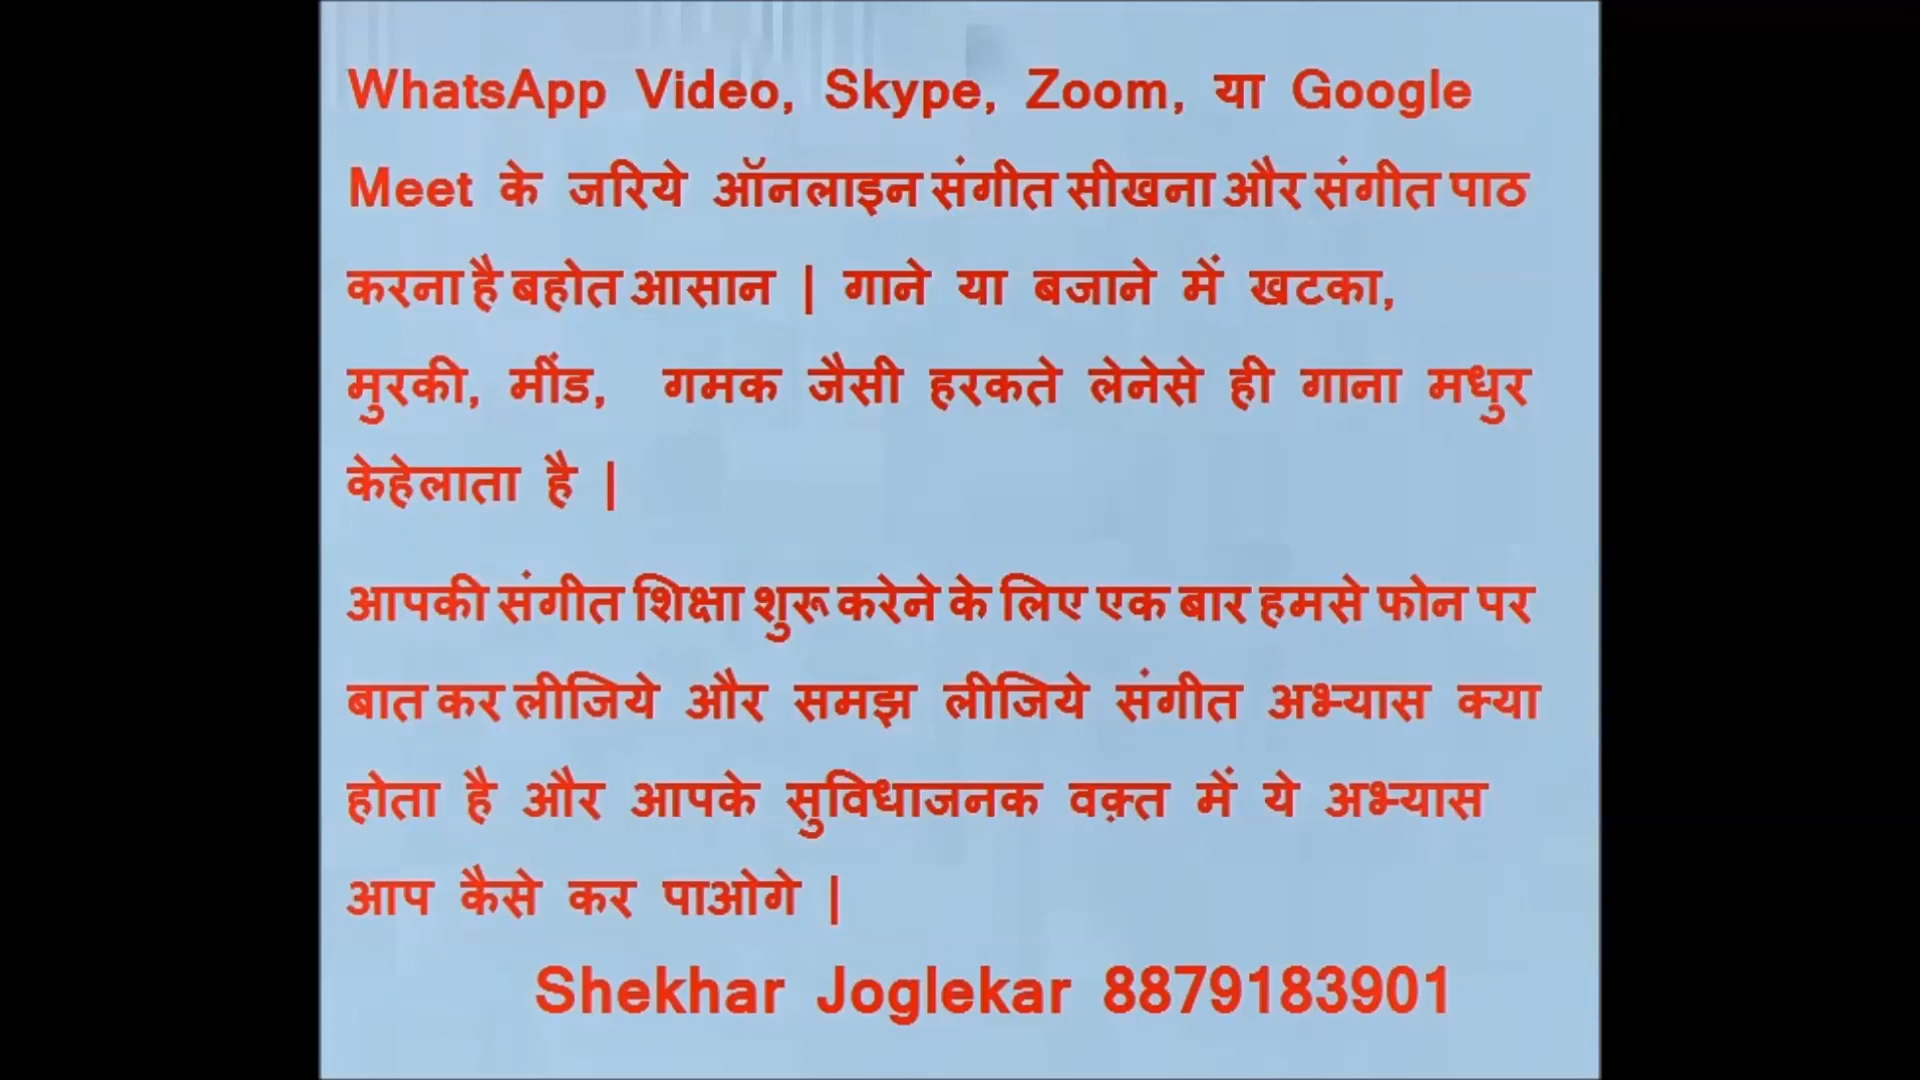 WhatsApp Video, Skype, Zoom, या Google
Meet के जरिये ऑनलाइन संगीत सीखना और संगीत पाठ
करना है बहोत आसान | गाने या बजाने में खटका,
मुरकी, मींड, गमक जैसी हरकते लेनेसे ही गाना मधुर
केहेलाता है |
आपकी संगीत शिक्षा शुरू करेने के लिए एक बार हमसे फोन पर
बात कर लीजिये और समझ लीजिये संगीत अभ्यास क्या
होता है और आपके सुविधाजनक वक़्त में ये अभ्यास
आप कैसे कर पाओगे |
Shekhar Joglekar 8879183901